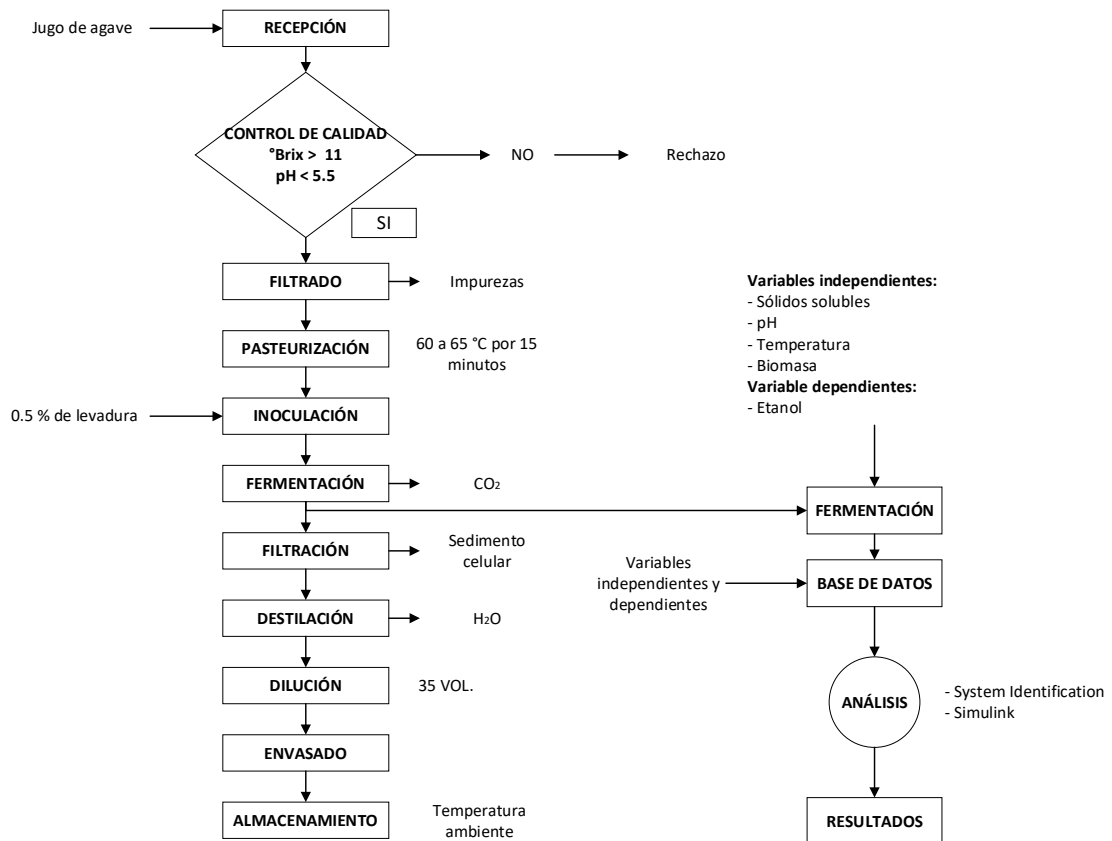 Jugo de agave
RECEPCIÓN
CONTROL DE CALIDAD
°Brix > 11
pH < 5.5
NO
Rechazo
SI
FILTRADO
Impurezas
PASTEURIZACIÓN
60 a 65 °C por 15
minutos
0.5 % de levadura
INOCULACIÓN
FERMENTACIÓN
CO2
FILTRACIÓN
Sedimento
celular
DESTILACIÓN
H2O
DILUCIÓN
35 VOL.
ENVASADO
ALMACENAMIENTO
Temperatura
ambiente
Variables independientes:
- Sólidos solubles
- pH
- Temperatura
- Biomasa
Variable dependientes:
- Etanol
FERMENTACIÓN
Variables
independientes y
dependientes
BASE DE DATOS
ANÁLISIS
- System Identification
- Simulink
RESULTADOS